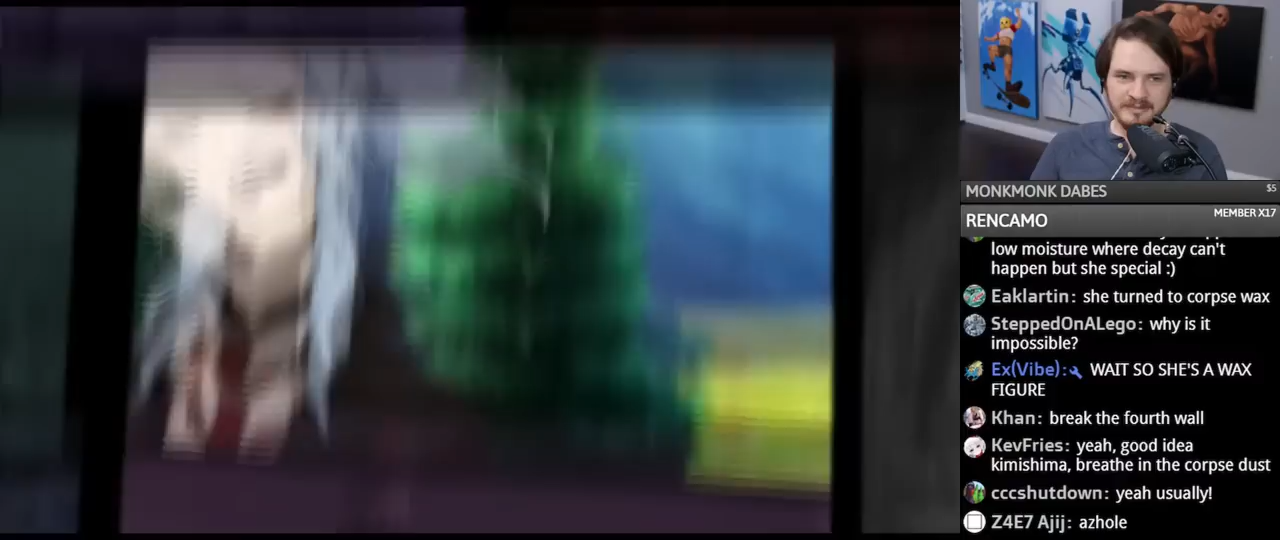 MONKMONK DABES
$5
RENCAMO
MEMBER X17
low moisture where decay can't
happen but she special :)
Eaklartin: she turned to corpse wax
SteppedOnALego: why is it
impossible?
Ex(Vibe): WAIT SO SHE'S A WAX
FIGURE
Khan: break the fourth wall
KevFries: yeah, good idea
kimishima, breathe in the corpse dust
cccshutdown: yeah usually!
Z4E7 Ajij: azhole